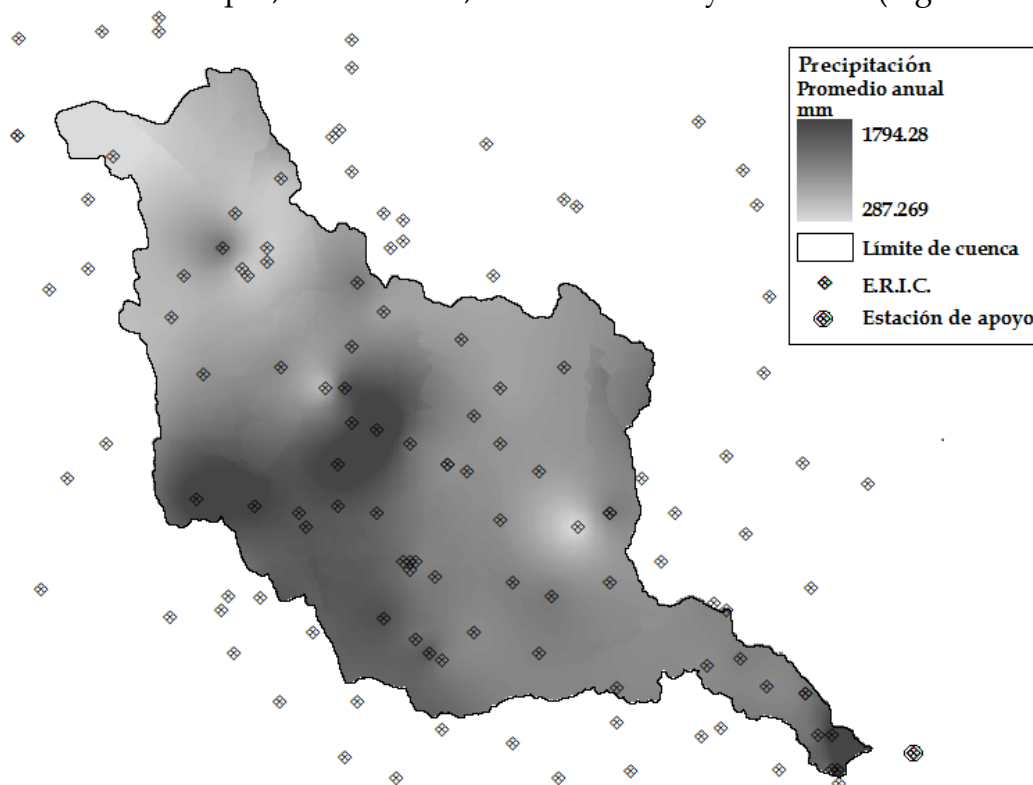 Precipitación
Promedio anual
mm
1794.28
287.269
Límite de cuenca
E.R.I.C.
Estación de apoyo